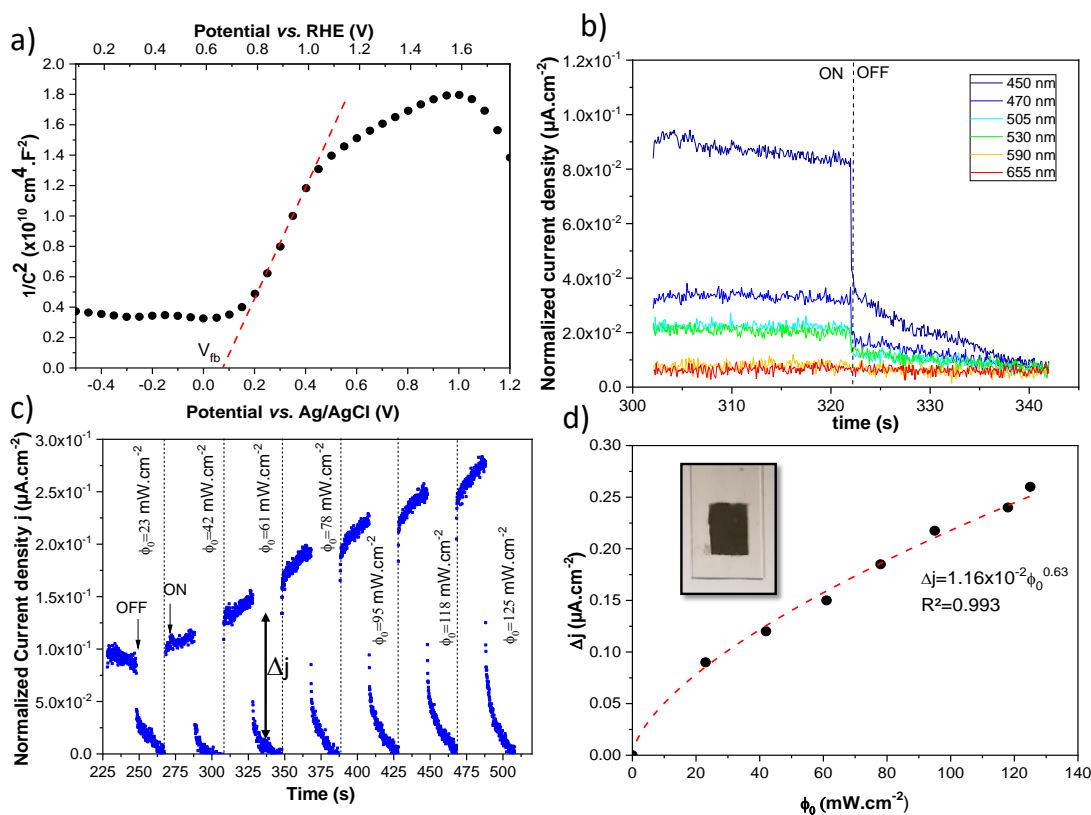 a)
Potential vs. RHE (V)
0.2 0.4 0.6 0.8 1.0 1.2 1.4 1.6
2.0
1.8
1.6
1.4
1.2
1.0
0.8
0.6
0.4
0.2
0.0
1/C² (x10¹⁰ cm⁴.F²)
V_fb
-0.4 -0.2 0.0 0.2 0.4 0.6 0.8 1.0 1.2
Potential vs. Ag/AgCl (V)
b)
Normalized current density (µA.cm⁻²)
1.2x10⁻¹
1.0x10⁻¹
8.0x10⁻²
6.0x10⁻²
4.0x10⁻²
2.0x10⁻²
0.0
ON OFF
450 nm
470 nm
505 nm
530 nm
590 nm
655 nm
300 310 320 330 340
time (s)
c)
Normalized Current density j (µA.cm⁻²)
3.0x10⁻¹
2.5x10⁻¹
2.0x10⁻¹
1.5x10⁻¹
1.0x10⁻¹
5.0x10⁻²
0.0
ϕ₀=23 mW.cm⁻²
ϕ₀=42 mW.cm⁻²
ϕ₀=61 mW.cm⁻²
ϕ₀=78 mW.cm⁻²
ϕ₀=95 mW.cm⁻²
ϕ₀=118 mW.cm⁻²
ϕ₀=125 mW.cm⁻²
OFF
ON
Δj
225 250 275 300 325 350 375 400 425 450 475 500
Time (s)
d)
Δj (µA.cm⁻²)
0.30
0.25
0.20
0.15
0.10
0.05
0.00
Δj=1.16x10⁻²ϕ₀⁰·⁶³
R²=0.993
0 20 40 60 80 100 120 140
ϕ₀ (mW.cm⁻²)